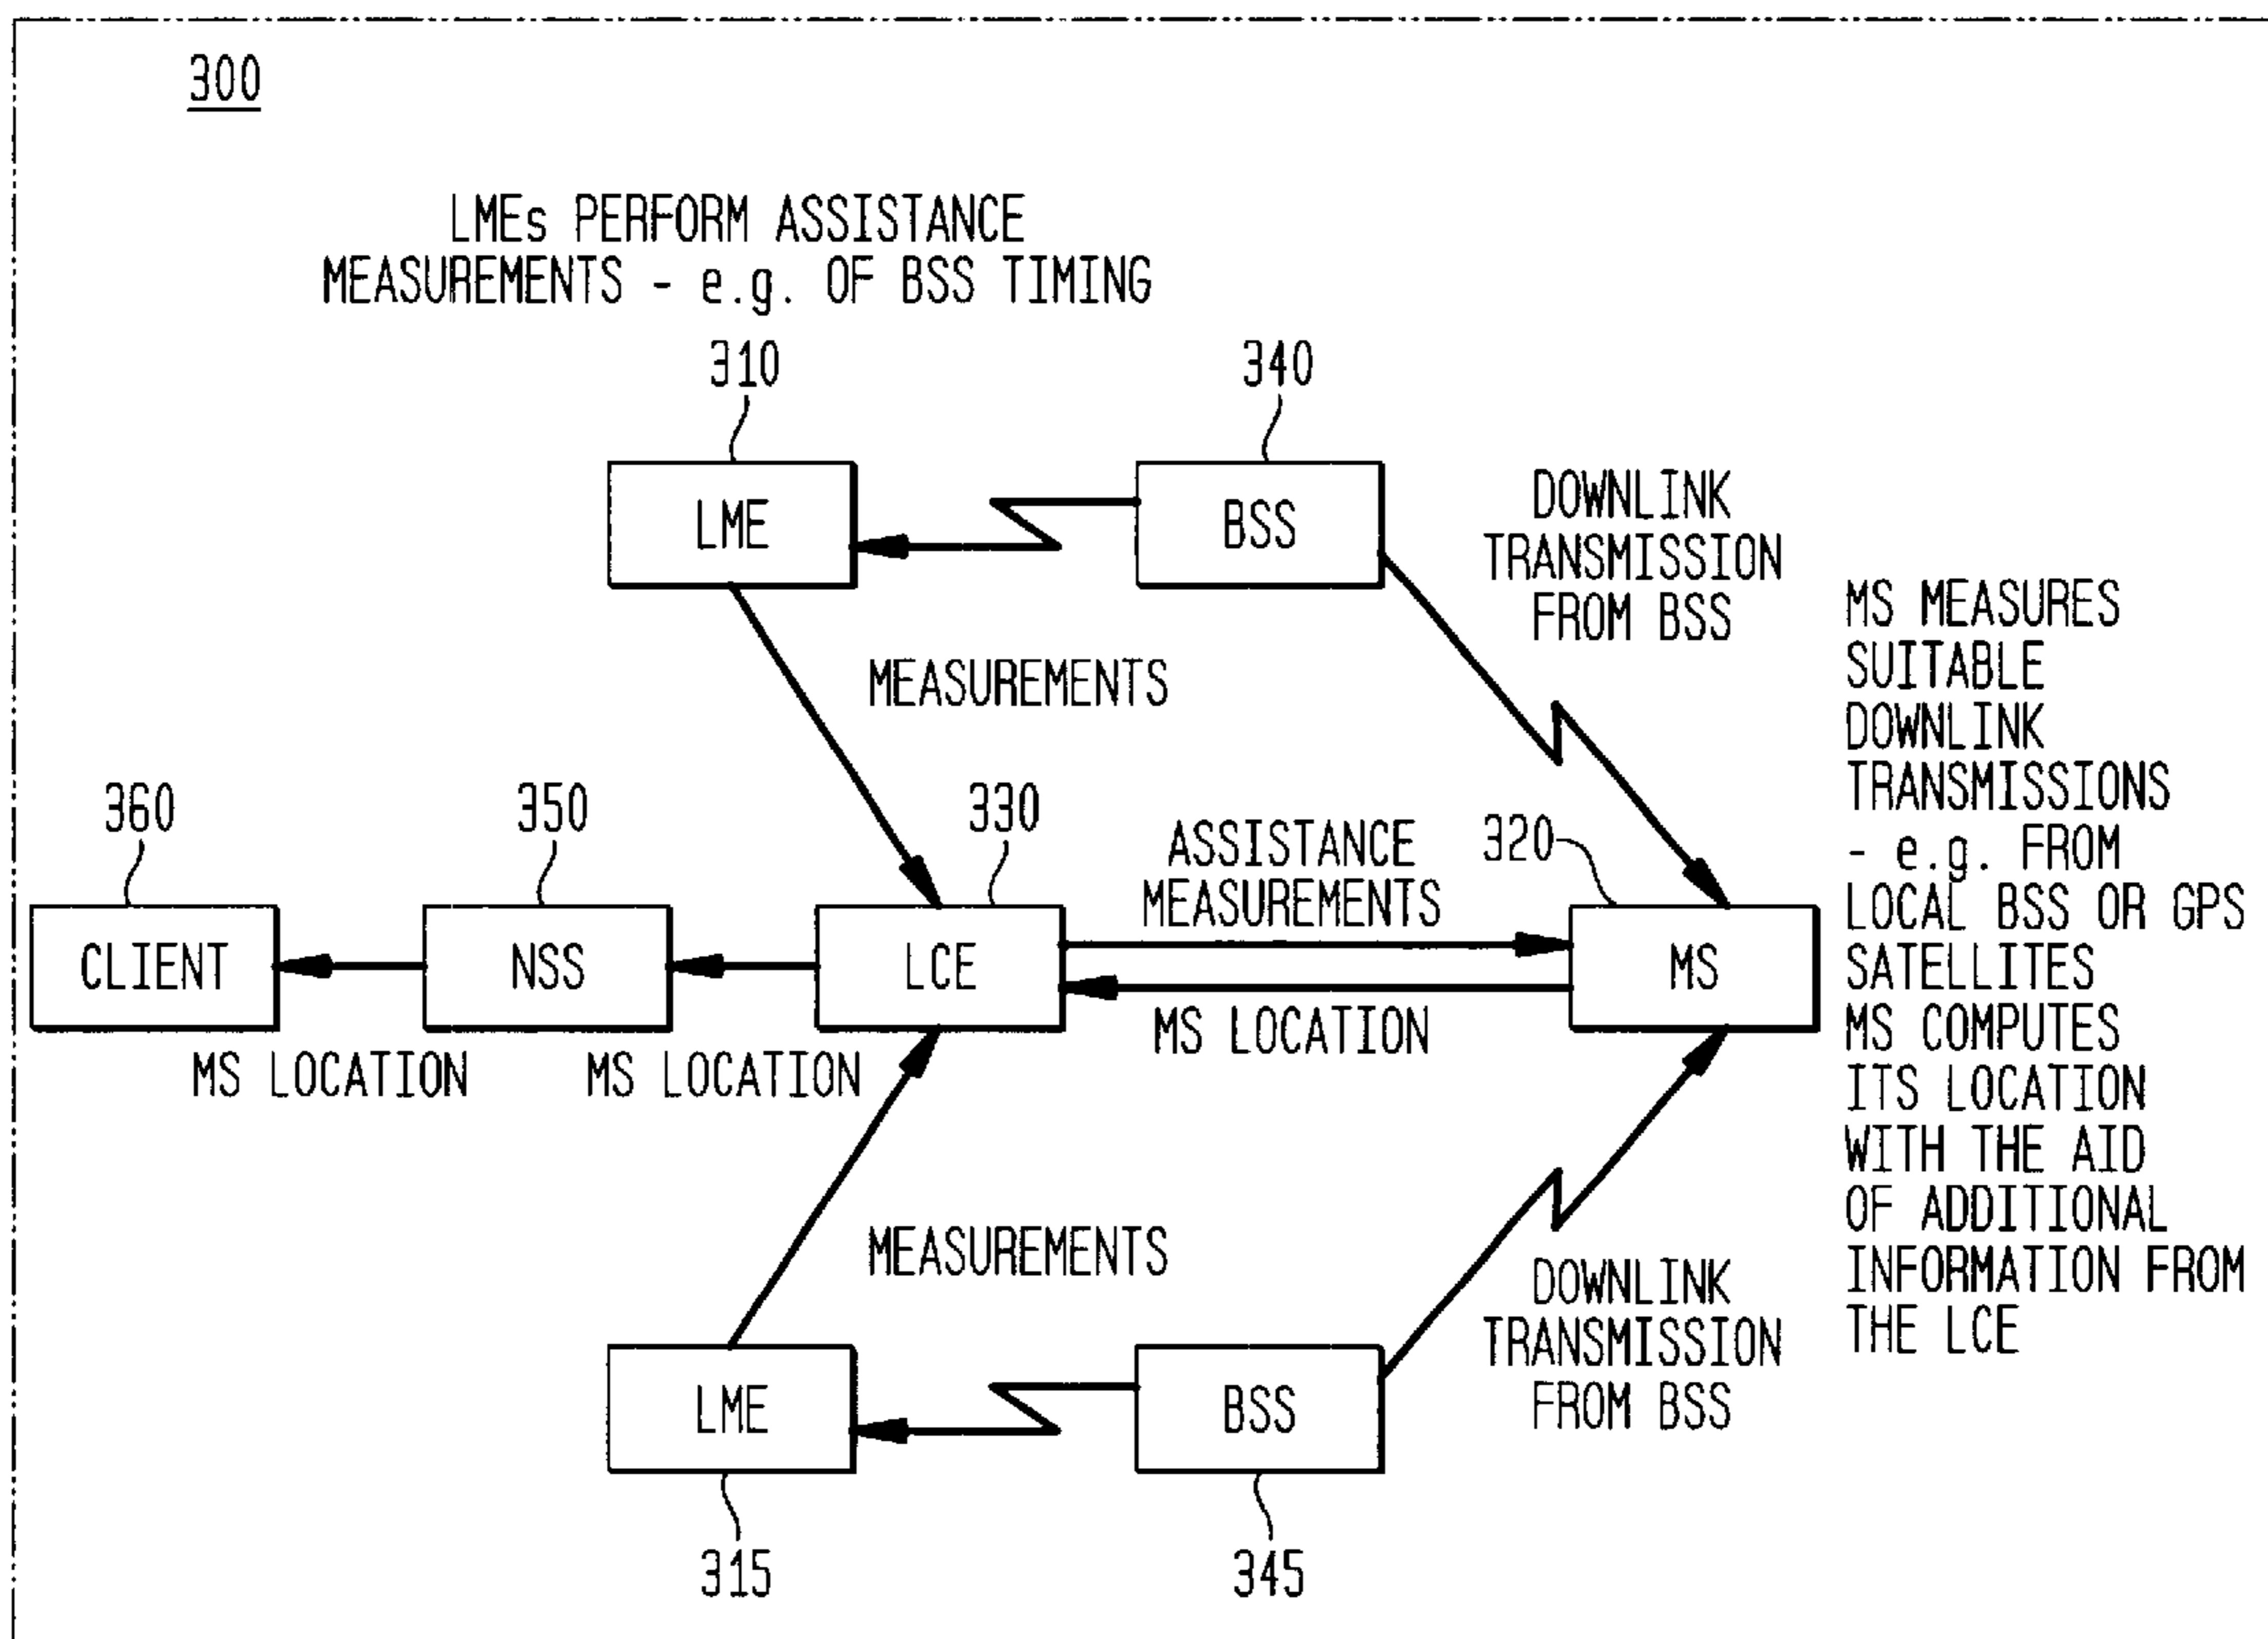 300
LMEs PERFORM ASSISTANCE
MEASUREMENTS - e.g. OF BSS TIMING
310
340
LME
BSS
DOWNLINK
TRANSMISSION
FROM BSS
MEASUREMENTS
360
350
330
320
ASSISTANCE
MEASUREMENTS
CLIENT
NSS
LCE
MS
MS LOCATION
MS LOCATION
MS LOCATION
MS MEASURES
SUITABLE
DOWNLINK
TRANSMISSIONS
- e.g. FROM
LOCAL BSS OR GPS
SATELLITES
MS COMPUTES
ITS LOCATION
WITH THE AID
OF ADDITIONAL
INFORMATION FROM
THE LCE
MEASUREMENTS
DOWNLINK
TRANSMISSION
FROM BSS
LME
BSS
315
345